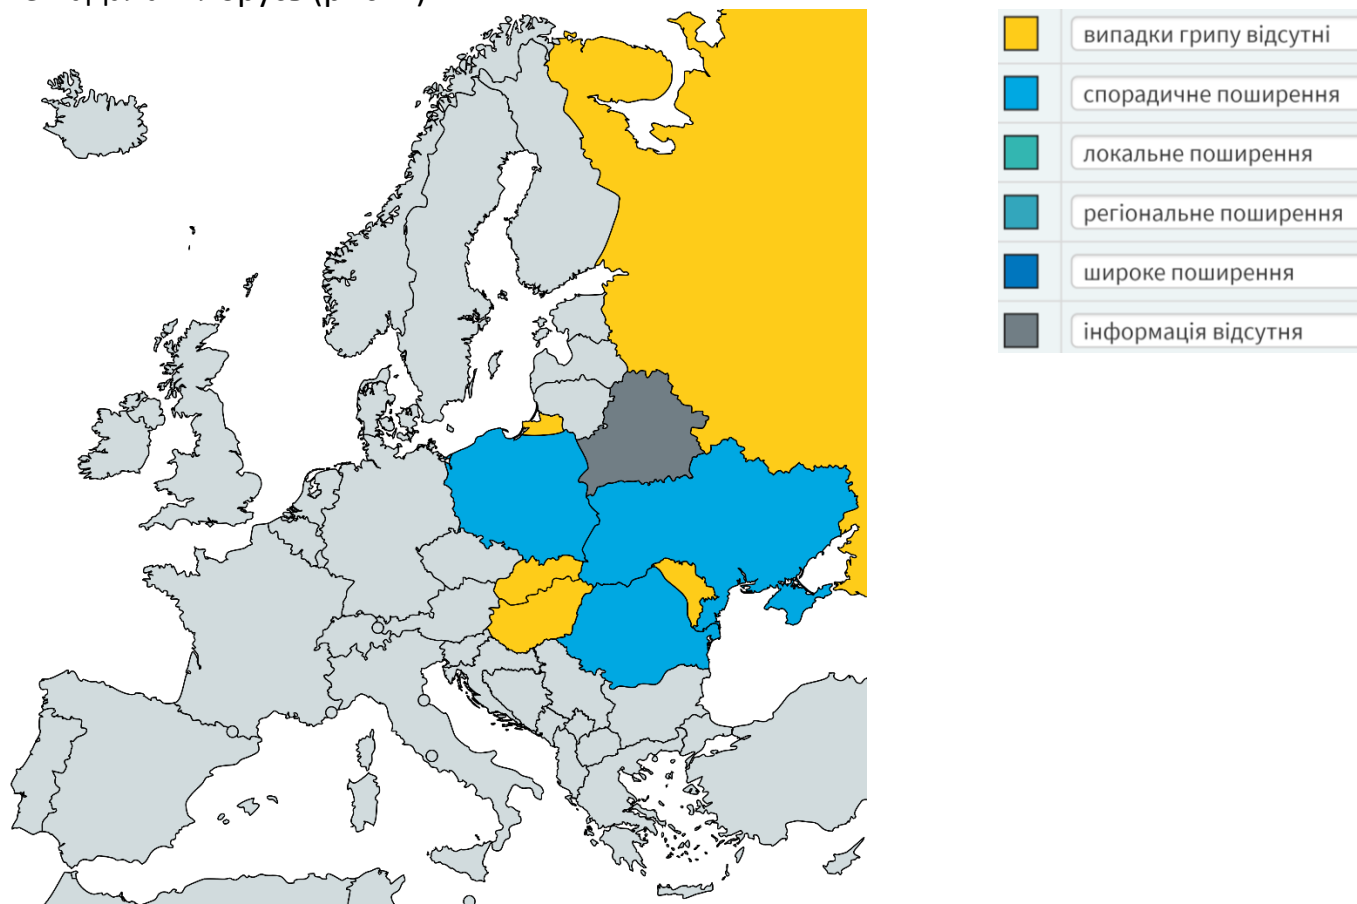 випадки грипу відсутні
спорадичне поширення
локальне поширення
регіональне поширення
широке поширення
інформація відсутня